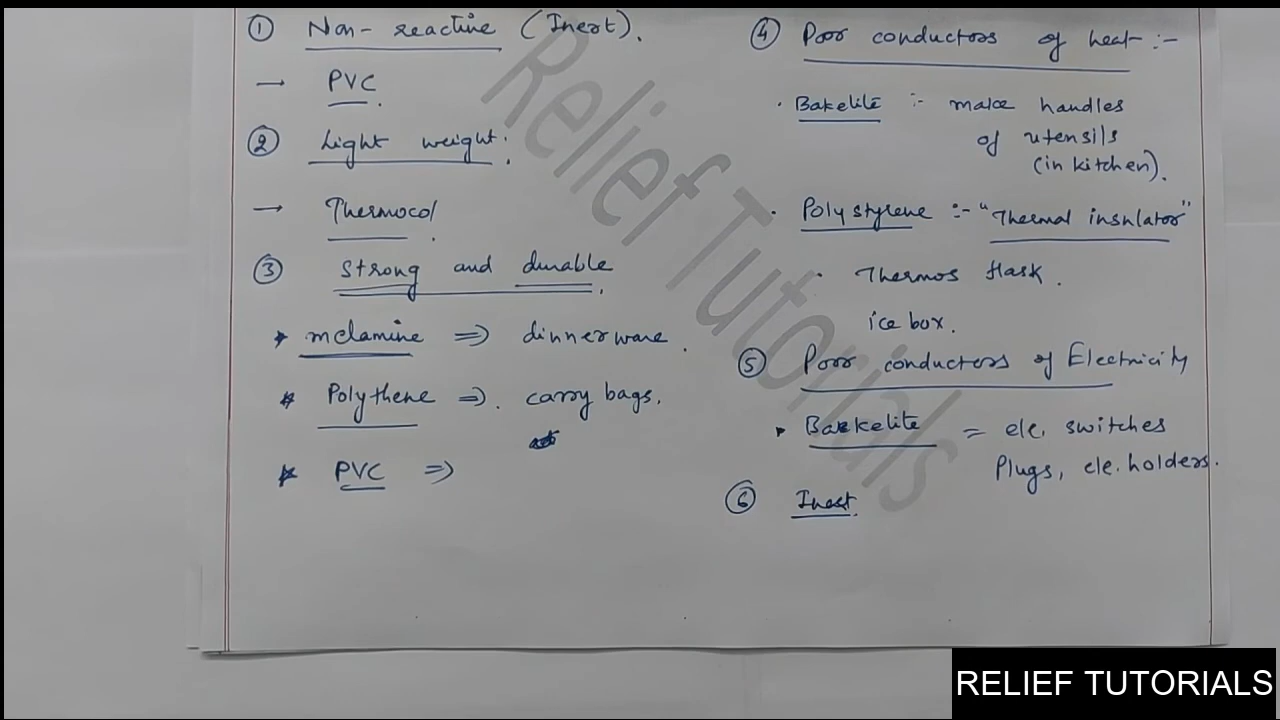 ① Non-reactive (Inert).
→ PVC.
② Light weight.
→ Thermocol.
③ Strong and durable.
melamine ⇒ dinnerware.
* Polythene ⇒. carry bags.
* PVC ⇒
④ Poor conductors of heat :-
· Bakelite :- make handles
of utensils
(in kitchen).
· Polystyrene :- "Thermal insulator"
· Thermos flask.
ice box.
⑤ Poor conductors of Electricity
Bakelite = ele. switches
Plugs, ele. holders.
⑥ Inert.
Relief Tutorials
RELIEF TUTORIALS